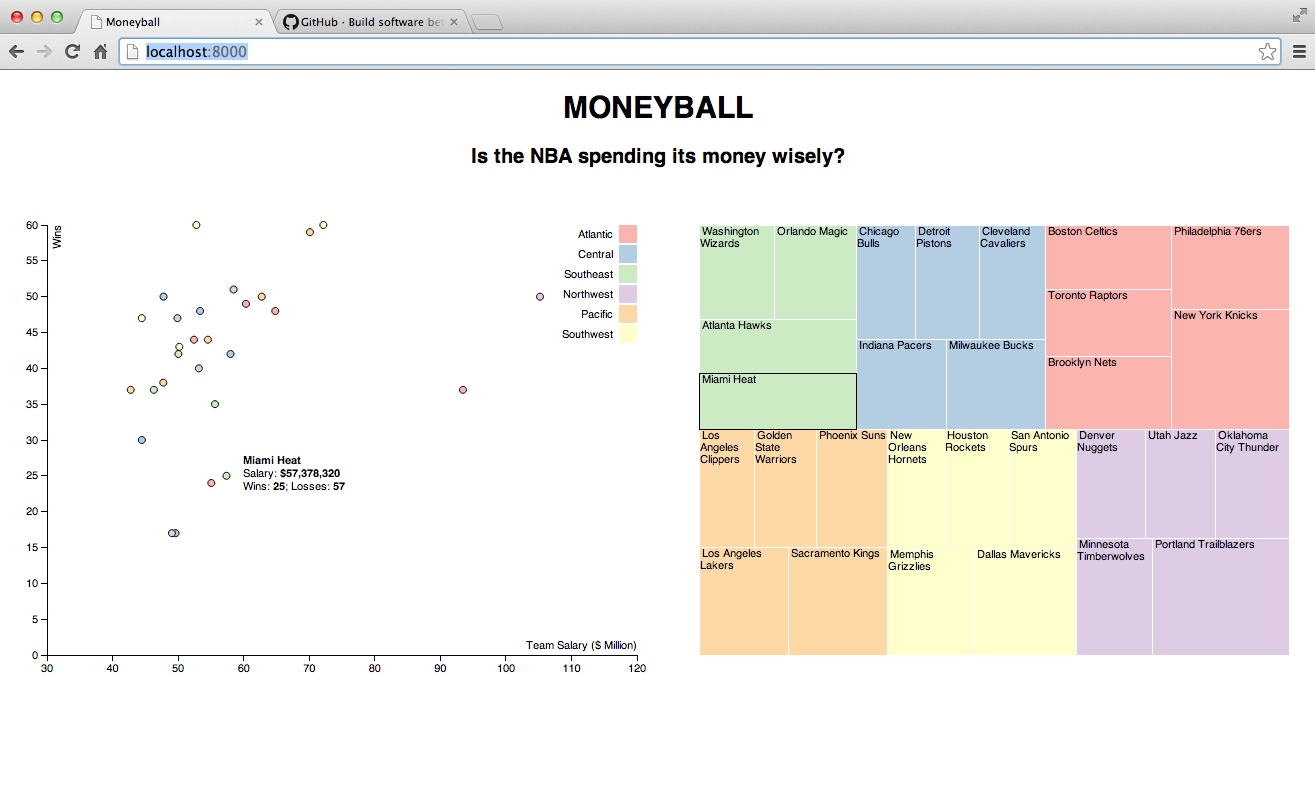 Moneyball
GitHub · Build software be
localhost:8000
MONEYBALL
Is the NBA spending its money wisely?
Wins
60
55
50
45
40
35
30
25
20
15
10
5
0
30 40 50 60 70 80 90 100 110 120
Team Salary ($ Million)
Atlantic
Central
Southeast
Northwest
Pacific
Southwest
Miami Heat
Salary: $57,378,320
Wins: 25; Losses: 57
Washington
Wizards
Orlando Magic
Atlanta Hawks
Miami Heat
Chicago
Bulls
Detroit
Pistons
Cleveland
Cavaliers
Indiana Pacers
Milwaukee Bucks
Boston Celtics
Toronto Raptors
Brooklyn Nets
Philadelphia 76ers
New York Knicks
Los
Angeles
Clippers
Golden
State
Warriors
Phoenix Suns
Los Angeles
Lakers
Sacramento Kings
New
Orleans
Hornets
Houston
Rockets
San Antonio
Spurs
Memphis
Grizzlies
Dallas Mavericks
Denver
Nuggets
Utah Jazz
Oklahoma
City Thunder
Minnesota
Timberwolves
Portland Trailblazers